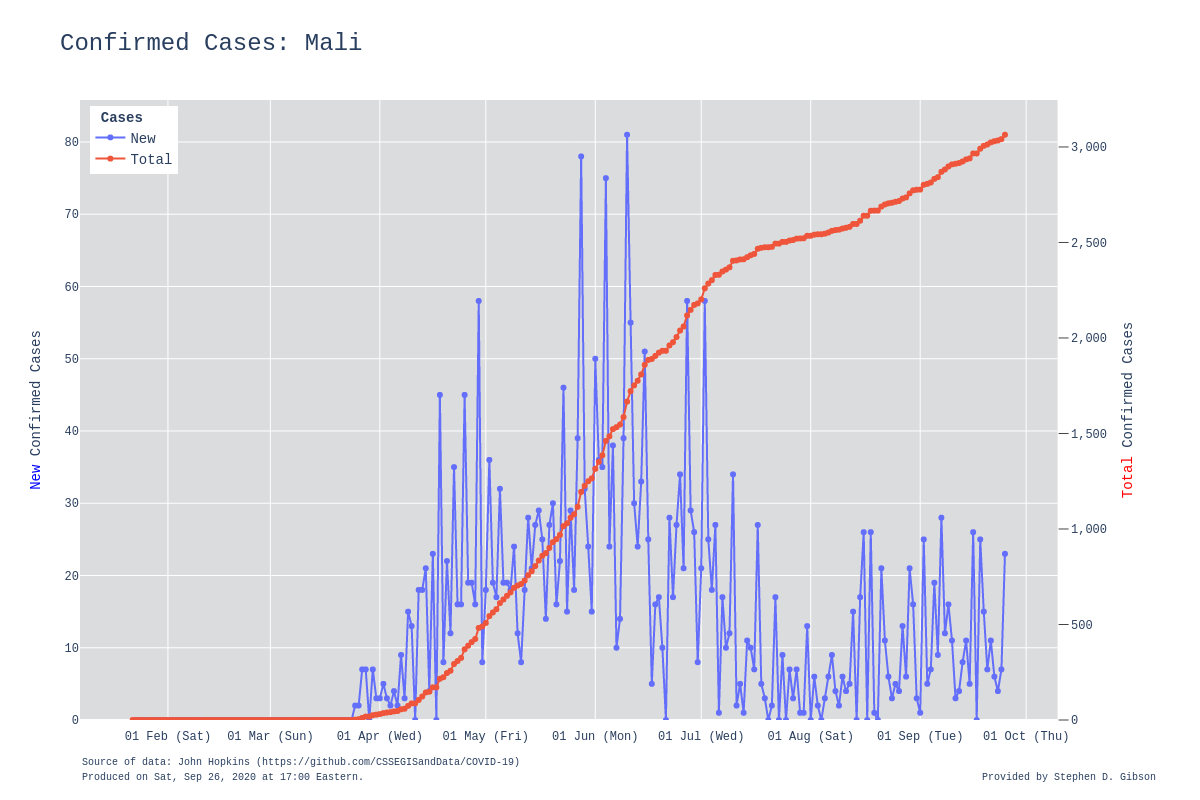 Confirmed Cases: Mali
Cases
New
Total
80
70
60
50
40
30
20
10
0
3,000
2,500
2,000
1,500
1,000
500
0
New Confirmed Cases
Total Confirmed Cases
01 Feb (Sat) 01 Mar (Sun) 01 Apr (Wed) 01 May (Fri) 01 Jun (Mon) 01 Jul (Wed) 01 Aug (Sat) 01 Sep (Tue) 01 Oct (Thu)
Source of data: John Hopkins (https://github.com/CSSEGISandData/COVID-19)
Produced on Sat, Sep 26, 2020 at 17:00 Eastern.
Provided by Stephen D. Gibson